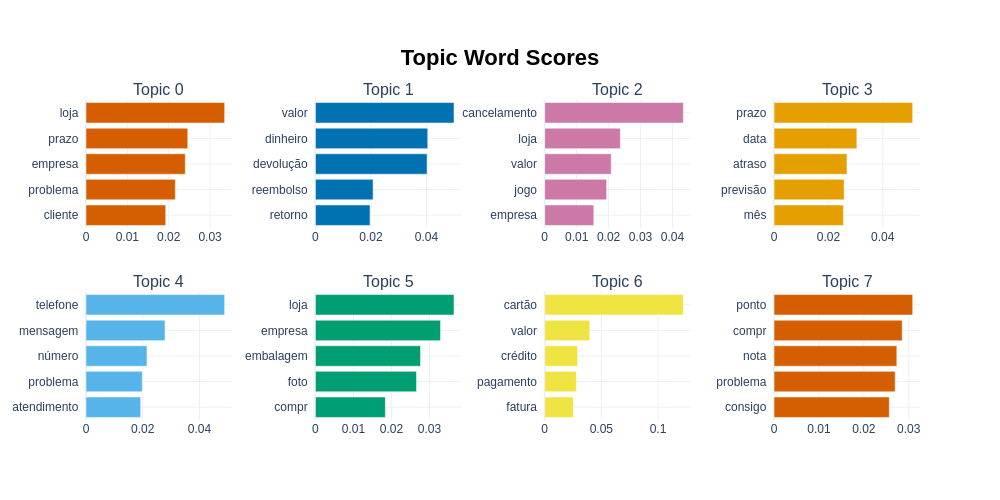 Topic Word Scores
Topic 0
loja
prazo
empresa
problema
cliente
0 0.01 0.02 0.03
Topic 1
valor
dinheiro
devolução
reembolso
retorno
0 0.02 0.04
Topic 2
cancelamento
loja
valor
jogo
empresa
0 0.01 0.02 0.03 0.04
Topic 3
prazo
data
atraso
previsão
mês
0 0.02 0.04
Topic 4
telefone
mensagem
número
problema
atendimento
0 0.02 0.04
Topic 5
loja
empresa
embalagem
foto
compr
0 0.01 0.02 0.03
Topic 6
cartão
valor
crédito
pagamento
fatura
0 0.05 0.1
Topic 7
ponto
compr
nota
problema
consigo
0 0.01 0.02 0.03